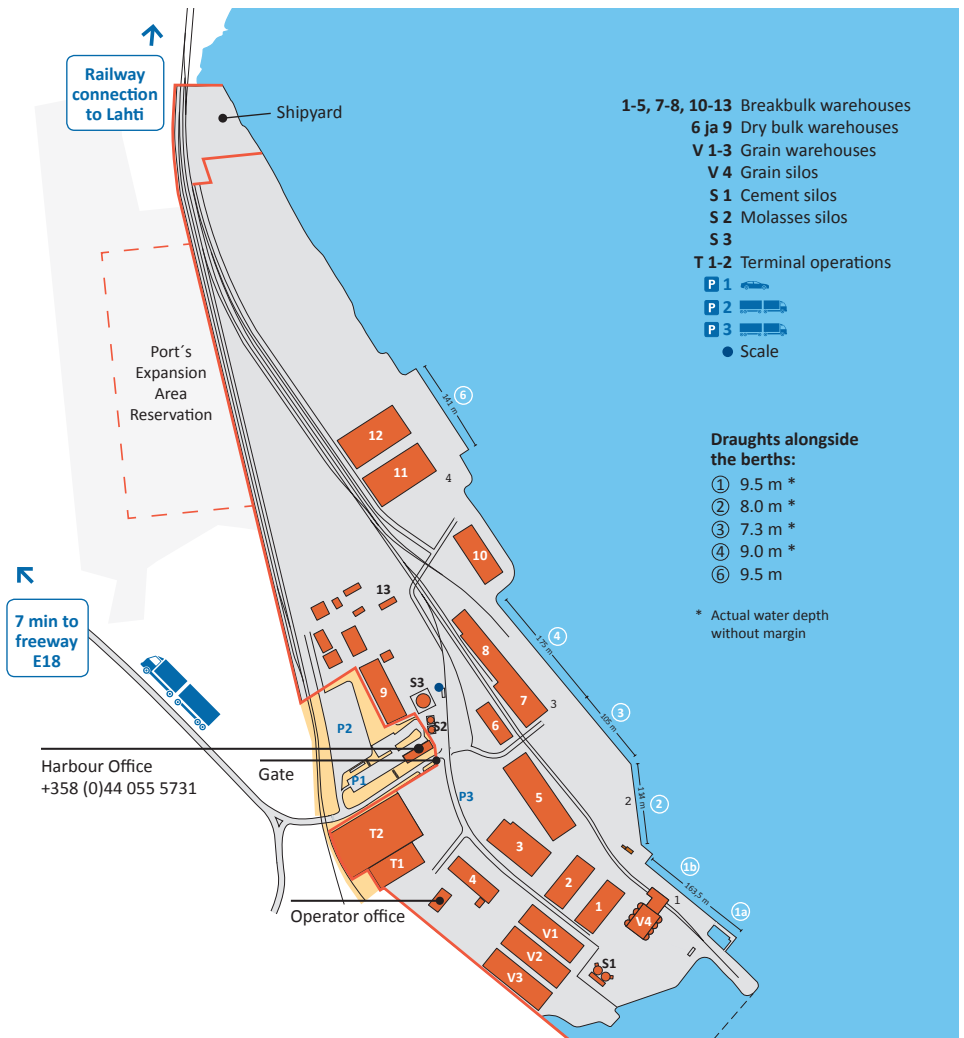 Railway
connection
to Lahti
Shipyard
1-5, 7-8, 10-13 Breakbulk warehouses
6 ja 9 Dry bulk warehouses
V 1-3 Grain warehouses
V 4 Grain silos
S 1 Cement silos
S 2 Molasses silos
S 3
T 1-2 Terminal operations
P 1
P 2
P 3
Scale
Port´s
Expansion
Area
Reservation
6
141 m
12
11
4
Draughts alongside
the berths:
1 9.5 m *
2 8.0 m *
3 7.3 m *
4 9.0 m *
6 9.5 m
* Actual water depth
without margin
10
13
7 min to
freeway
E18
4
175 m
8
9
S3
7
3
3
105 m
S2
6
P2
Harbour Office
+358 (0)44 055 5731
Gate
P1
P3
5
2
2
134 m
T2
T1
3
4
2
1
1b
163,5 m
1
1a
V4
Operator office
V1
V2
V3
S1